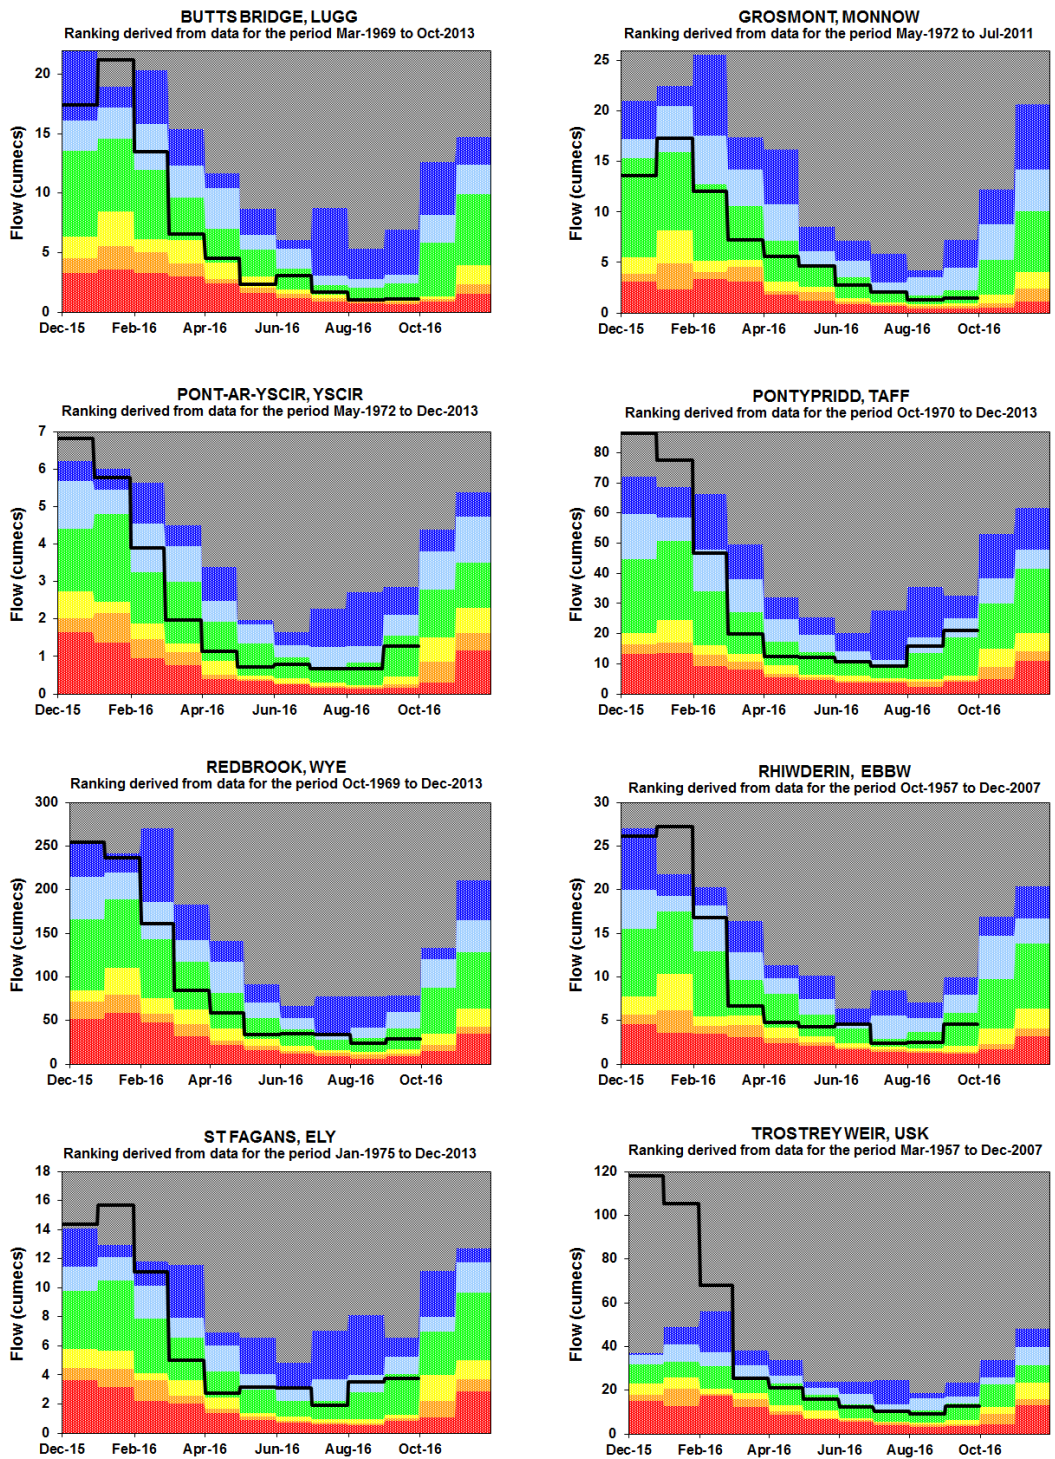 BUTTS BRIDGE, LUGG
Ranking derived from data for the period Mar-1969 to Oct-2013
Flow (cumecs)
20
15
10
5
0
Dec-15 Feb-16 Apr-16 Jun-16 Aug-16 Oct-16
GROSMONT, MONNOW
Ranking derived from data for the period May-1972 to Jul-2011
Flow (cumecs)
25
20
15
10
5
0
Dec-15 Feb-16 Apr-16 Jun-16 Aug-16 Oct-16
PONT-AR-YSCIR, YSCIR
Ranking derived from data for the period May-1972 to Dec-2013
Flow (cumecs)
7
6
5
4
3
2
1
0
Dec-15 Feb-16 Apr-16 Jun-16 Aug-16 Oct-16
PONTYPRIDD, TAFF
Ranking derived from data for the period Oct-1970 to Dec-2013
Flow (cumecs)
80
70
60
50
40
30
20
10
0
Dec-15 Feb-16 Apr-16 Jun-16 Aug-16 Oct-16
REDBROOK, WYE
Ranking derived from data for the period Oct-1969 to Dec-2013
Flow (cumecs)
300
250
200
150
100
50
0
Dec-15 Feb-16 Apr-16 Jun-16 Aug-16 Oct-16
RHIWDERIN, EBBW
Ranking derived from data for the period Oct-1957 to Dec-2007
Flow (cumecs)
30
25
20
15
10
5
0
Dec-15 Feb-16 Apr-16 Jun-16 Aug-16 Oct-16
ST FAGANS, ELY
Ranking derived from data for the period Jan-1975 to Dec-2013
Flow (cumecs)
18
16
14
12
10
8
6
4
2
0
Dec-15 Feb-16 Apr-16 Jun-16 Aug-16 Oct-16
TROSTREY WEIR, USK
Ranking derived from data for the period Mar-1957 to Dec-2007
Flow (cumecs)
120
100
80
60
40
20
0
Dec-15 Feb-16 Apr-16 Jun-16 Aug-16 Oct-16